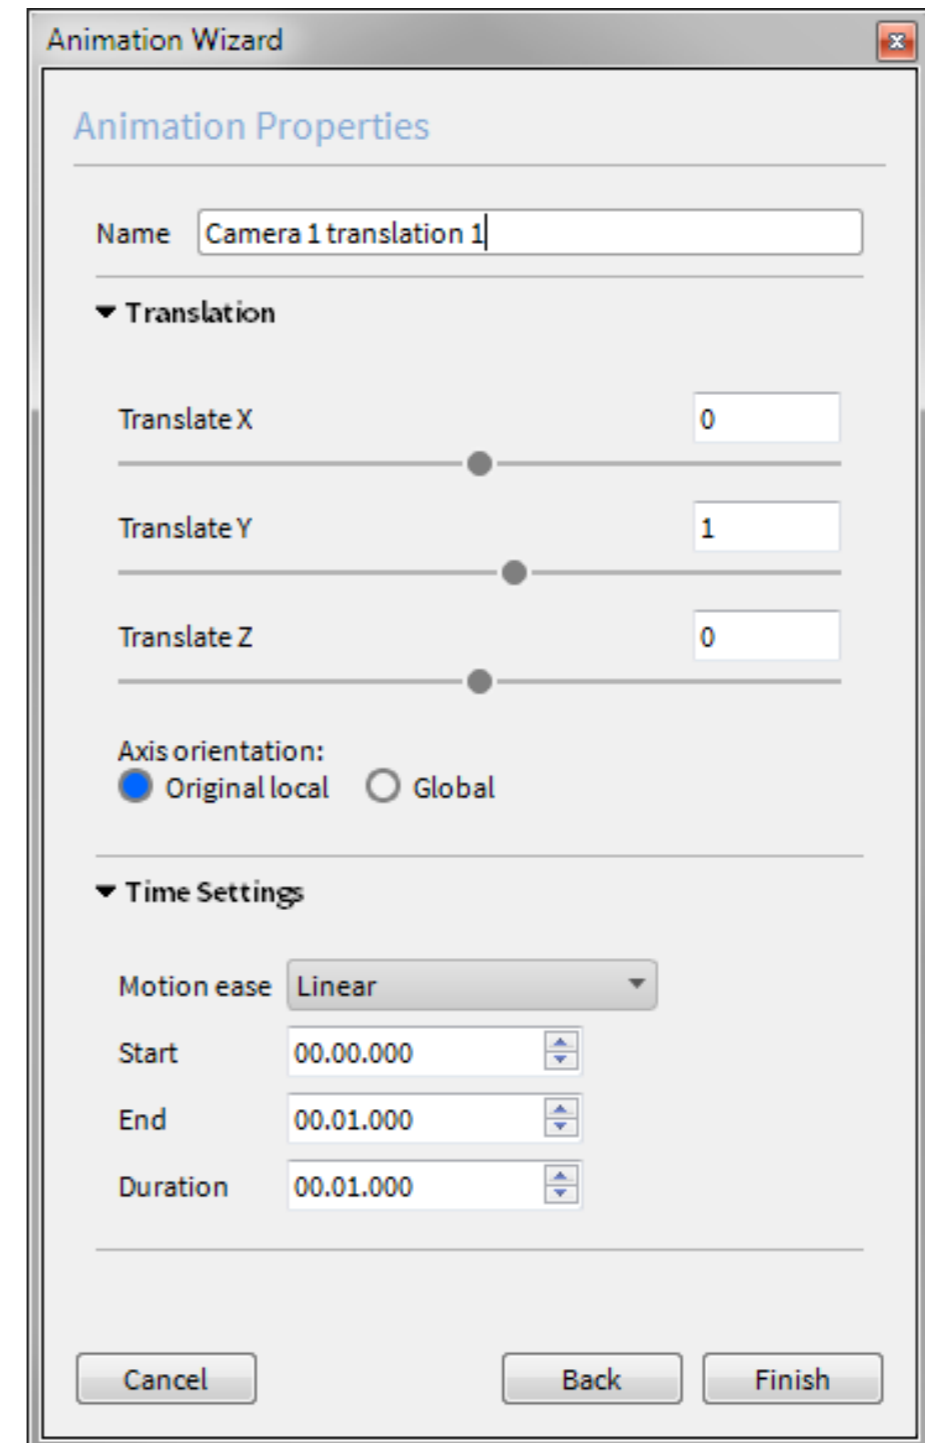 Animation Wizard
Animation Properties
Name Camera 1 translation 1
Translation
Translate X 0
Translate Y 1
Translate Z 0
Axis orientation:
Original local Global
Time Settings
Motion ease Linear
Start 00.00.000
End 00.01.000
Duration 00.01.000
Cancel Back Finish